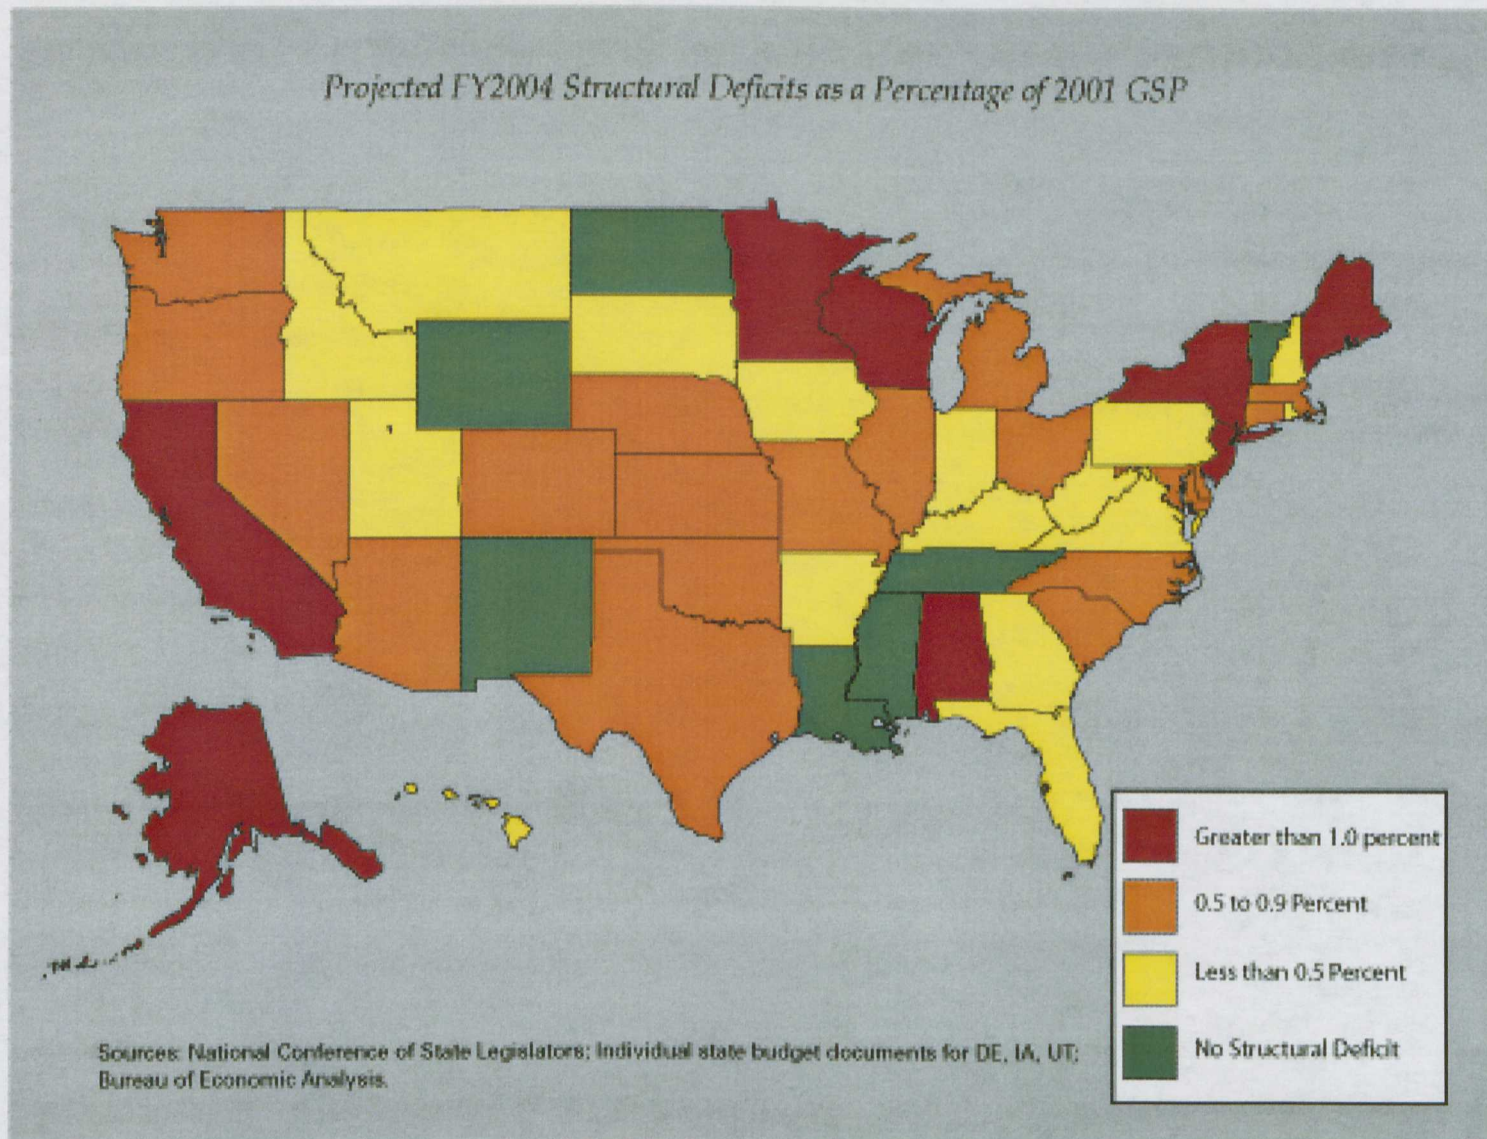 Projected FY2004 Structural Deficits as a Percentage of 2001 GSP
Greater than 1.0 percent
0.5 to 0.9 Percent
Less than 0.5 Percent
No Structural Deficit
Sources: National Conference of State Legislators; Individual state budget documents for DE, IA, UT;
Bureau of Economic Analysis.